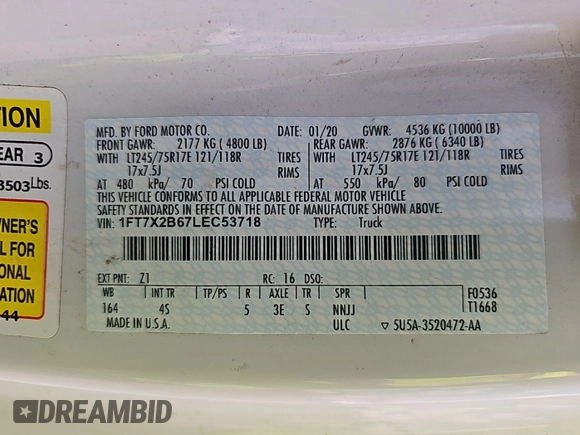 TION
EAR 3
3503 Lbs.
WNER'S
L FOR
ONAL
ATION
44
MFD. BY FORD MOTOR CO. 01/20 GVWR: 4536 KG (10000 LB)
FRONT GAWR: 2177 KG ( 4800 LB) REAR GAWR: 2876 KG ( 6340 LB)
WITH LT245/75R17E 121/118R TIRES WITH LT245/75R17E 121/118R TIRES
17x7.5J RIMS 17x7.5J RIMS
AT 480 kPa/ 70 PSI COLD AT 550 kPa/ 80 PSI COLD
THIS VEHICLE CONFORMS TO ALL APPLICABLE FEDERAL MOTOR VEHICLE
SAFETY STANDARDS IN EFFECT ON THE DATE OF MANUFACTURE SHOWN ABOVE.
VIN: 1FT7X2B67LEC53718 TYPE: Truck
EXT PNT: Z1 RC: 16 DSO:
WB INT TR TP/PS R AXLE TR SPR F0536
164 4S 5 3E S NNJJ T1668
MADE IN U.S.A. ULC ▽ 5U5A-3520472-AA
DREAMBID